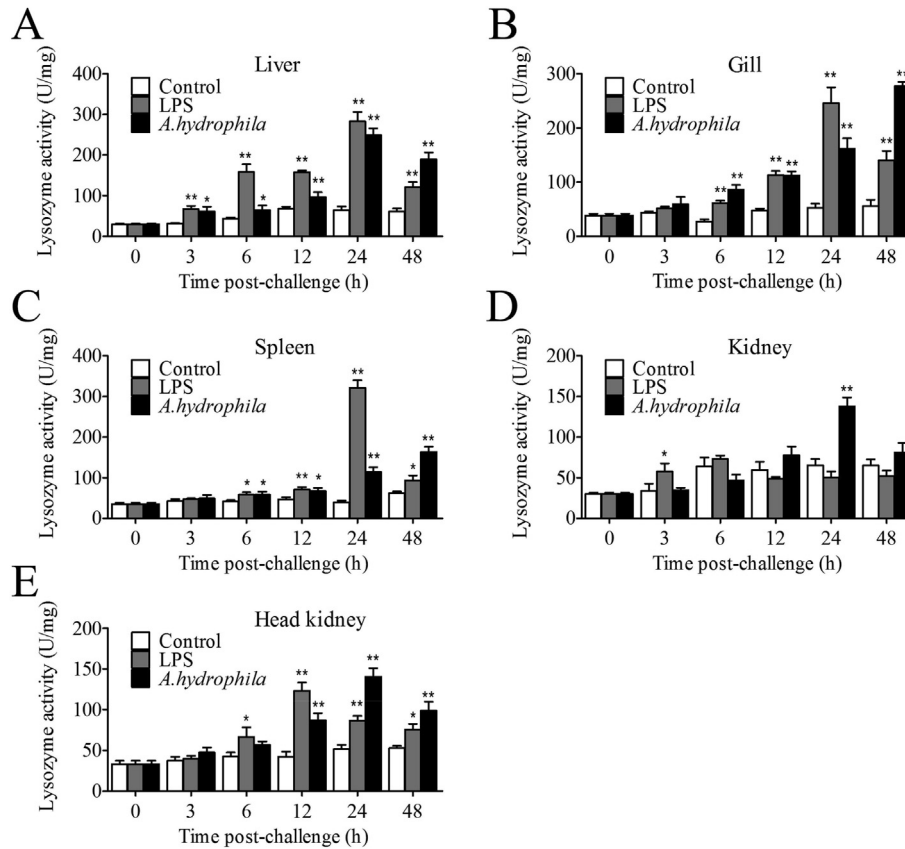 A
Liver
Control
LPS
A.hydrophila
Lysozyme activity (U/mg)
400
300
200
100
0
** * ** * ** ** ** ** ** **
0 3 6 12 24 48
Time post-challenge (h)
B
Gill
Control
LPS
A.hydrophila
Lysozyme activity (U/mg)
300
200
100
0
** ** ** ** ** ** ** **
0 3 6 12 24 48
Time post-challenge (h)
C
Spleen
Control
LPS
A.hydrophila
Lysozyme activity (U/mg)
400
300
200
100
0
* * ** * ** ** * **
0 3 6 12 24 48
Time post-challenge (h)
D
Kidney
Control
LPS
A.hydrophila
Lysozyme activity (U/mg)
200
150
100
50
0
* **
0 3 6 12 24 48
Time post-challenge (h)
E
Head kidney
Control
LPS
A.hydrophila
Lysozyme activity (U/mg)
200
150
100
50
0
* ** ** ** ** * **
0 3 6 12 24 48
Time post-challenge (h)